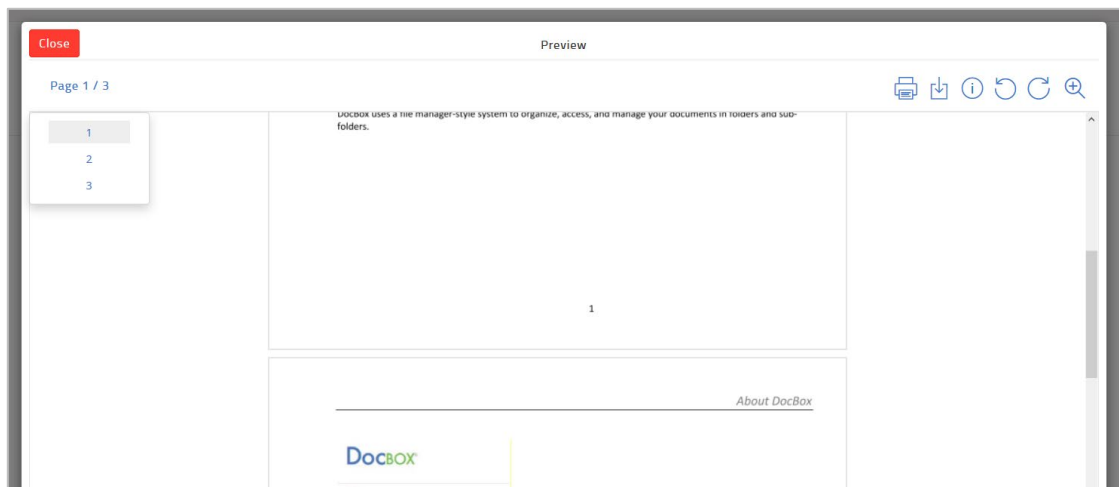 Close
Preview
Page 1 / 3
1
2
3
DocBox uses a file manager-style system to organize, access, and manage your documents in folders and sub-
folders.
1
About DocBox
DOCBOX